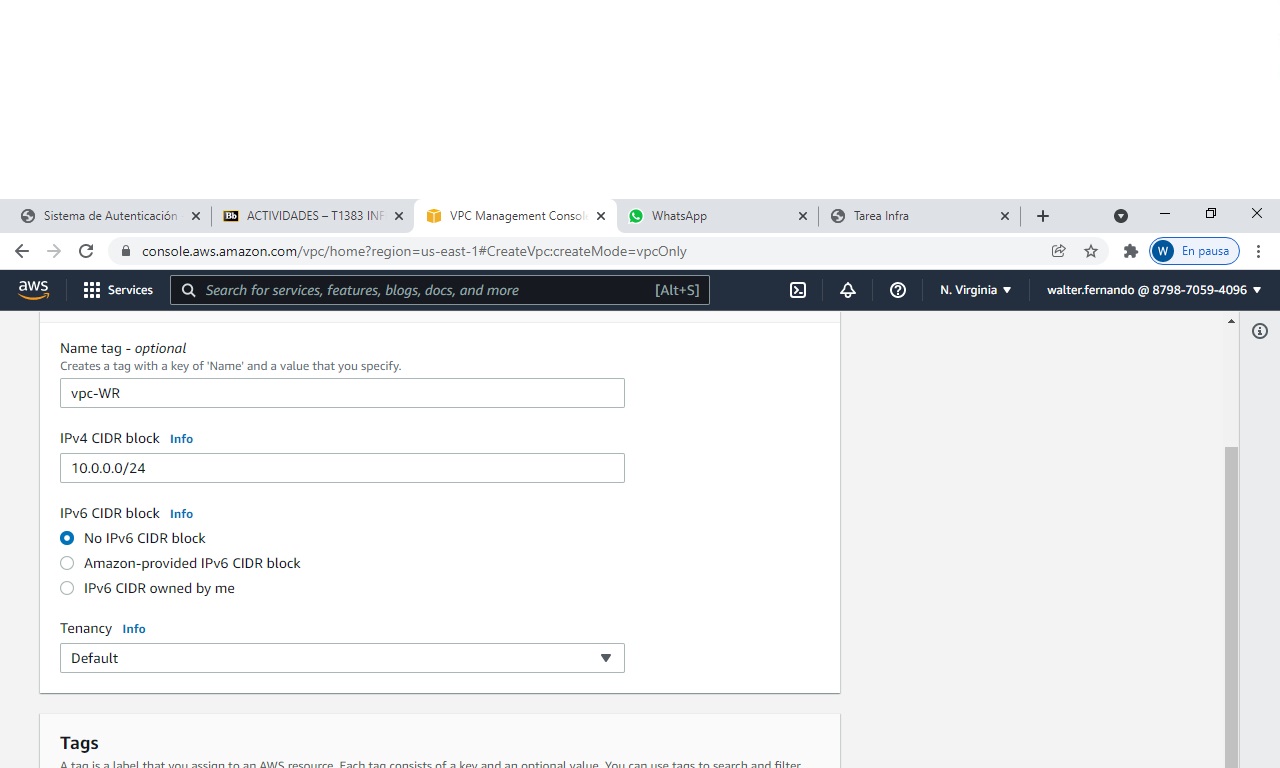 Sistema de Autenticación
Bb ACTIVIDADES – T1383 INF
VPC Management Consol
WhatsApp
Tarea Infra
console.aws.amazon.com/vpc/home?region=us-east-1#CreateVpc:createMode=vpcOnly
W En pausa
aws
Services
Search for services, features, blogs, docs, and more [Alt+S]
N. Virginia
walter.fernando @ 8798-7059-4096
Name tag - optional
Creates a tag with a key of 'Name' and a value that you specify.
vpc-WR
IPv4 CIDR block Info
10.0.0.0/24
IPv6 CIDR block Info
No IPv6 CIDR block
Amazon-provided IPv6 CIDR block
IPv6 CIDR owned by me
Tenancy Info
Default
Tags
A tag is a label that you assign to an AWS resource. Each tag consists of a key and an optional value. You can use tags to search and filter